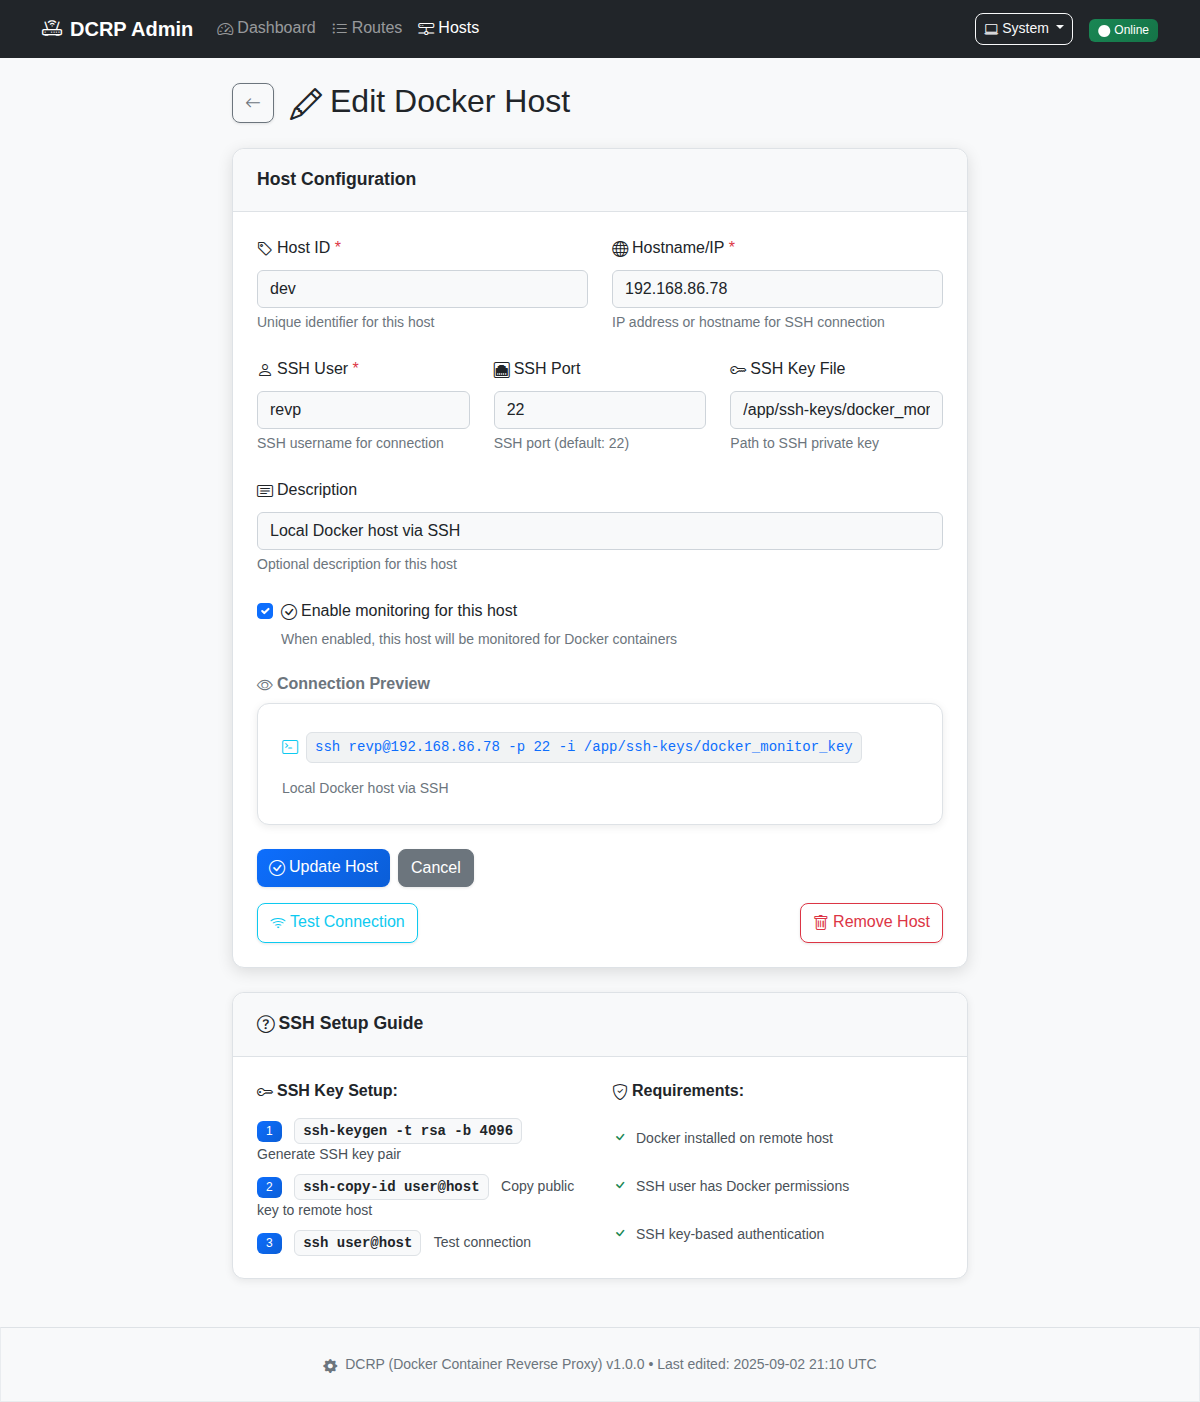 DCRP Admin Dashboard Routes Hosts System Online
Edit Docker Host
Host Configuration
Host ID * Hostname/IP *
dev 192.168.86.78
Unique identifier for this host IP address or hostname for SSH connection
SSH User * SSH Port SSH Key File
revp 22 /app/ssh-keys/docker_mor
SSH username for connection SSH port (default: 22) Path to SSH private key
Description
Local Docker host via SSH
Optional description for this host
Enable monitoring for this host
When enabled, this host will be monitored for Docker containers
Connection Preview
ssh revp@192.168.86.78 -p 22 -i /app/ssh-keys/docker_monitor_key
Local Docker host via SSH
Update Host Cancel
Test Connection Remove Host
SSH Setup Guide
SSH Key Setup: Requirements:
1 ssh-keygen -t rsa -b 4096
Generate SSH key pair
2 ssh-copy-id user@host Copy public
key to remote host
3 ssh user@host Test connection
Docker installed on remote host
SSH user has Docker permissions
SSH key-based authentication
DCRP (Docker Container Reverse Proxy) v1.0.0 • Last edited: 2025-09-02 21:10 UTC